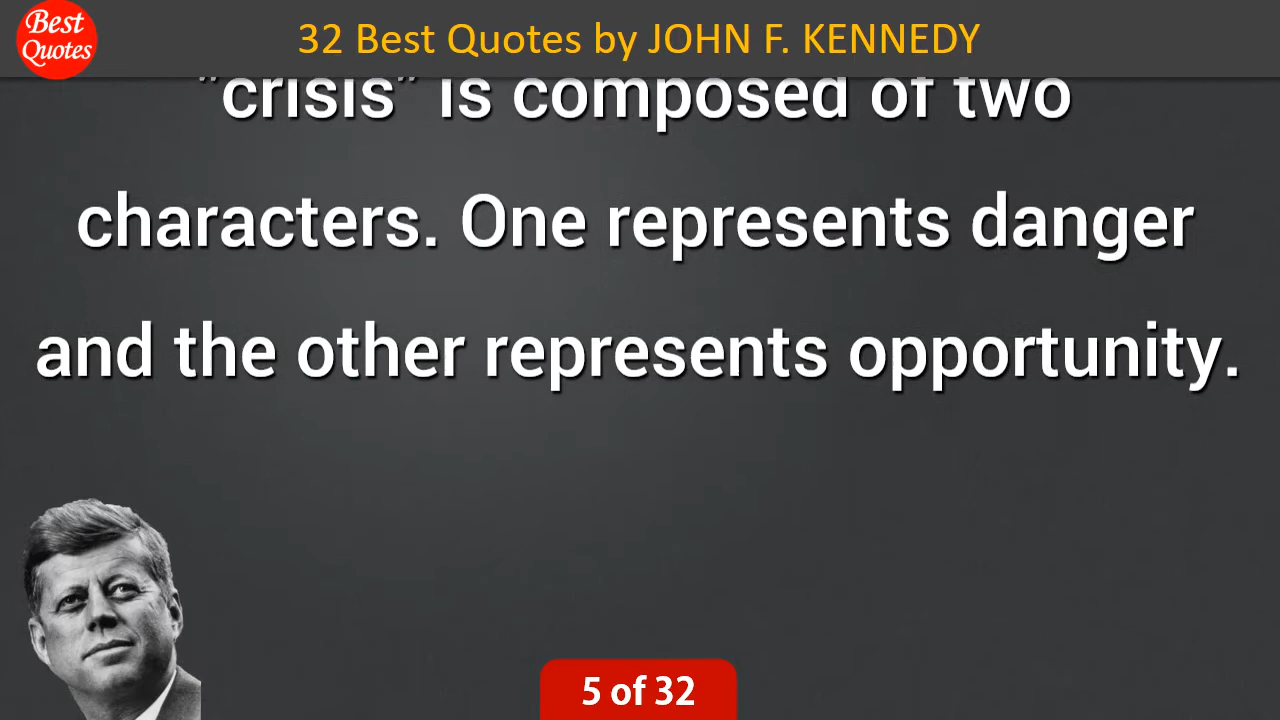 Best
Quotes
32 Best Quotes by JOHN F. KENNEDY
"crisis" is composed of two
characters. One represents danger
and the other represents opportunity.
5 of 32